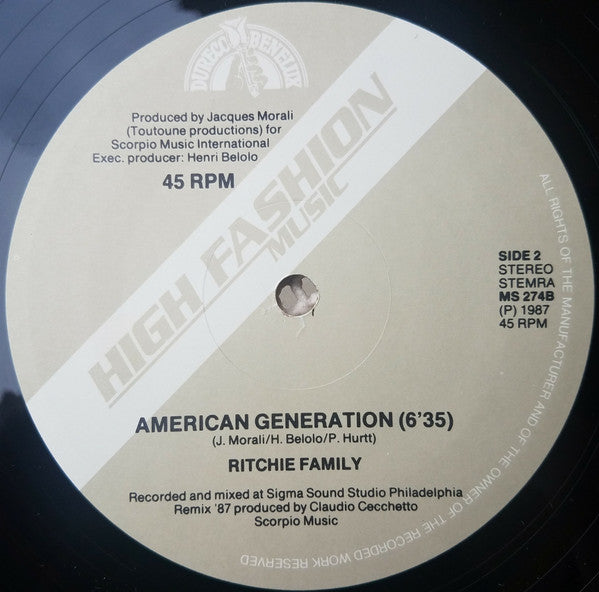 DURECO BENELUX
Produced by Jacques Morali
(Toutoune productions) for
Scorpio Music International
Exec. producer: Henri Belolo
45 RPM
HIGH FASHION
MUSIC
SIDE 2
STEREO
STEMRA
MS 274B
(P) 1987
45 RPM
AMERICAN GENERATION (6'35)
(J. Morali/H. Belolo/P. Hurtt)
RITCHIE FAMILY
Recorded and mixed at Sigma Sound Studio Philadelphia
Remix '87 produced by Claudio Cecchetto
Scorpio Music
ALL RIGHTS OF THE MANUFACTURER AND OF THE OWNER OF THE RECORDED WORK RESERVED